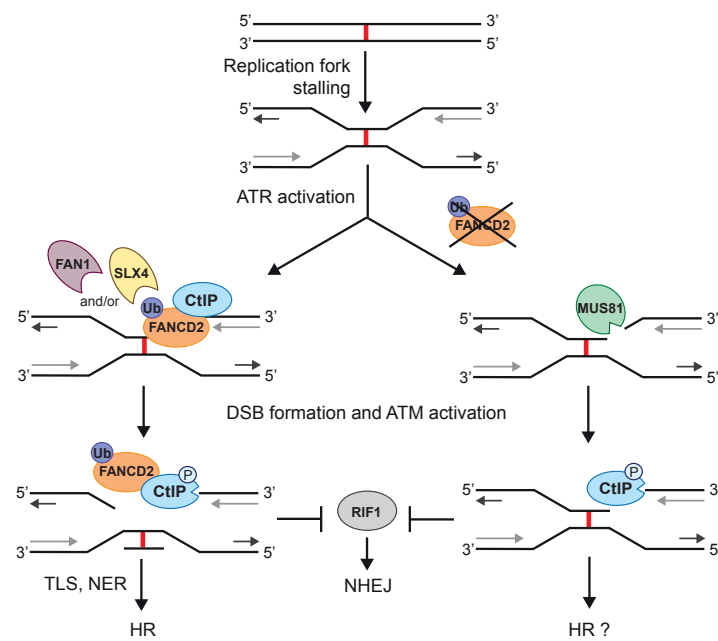 5'
3'
Replication fork
stalling
5'
3'
3'
5'
ATR activation
Ub
FANCD2
FAN1
SLX4
and/or
CtIP
Ub
FANCD2
5'
3'
3'
5'
MUS81
5'
3'
3'
5'
DSB formation and ATM activation
Ub
FANCD2
P
CtIP
5'
3'
3'
5'
RIF1
NHEJ
P
CtIP
5'
3'
3'
5'
TLS, NER
HR
HR ?